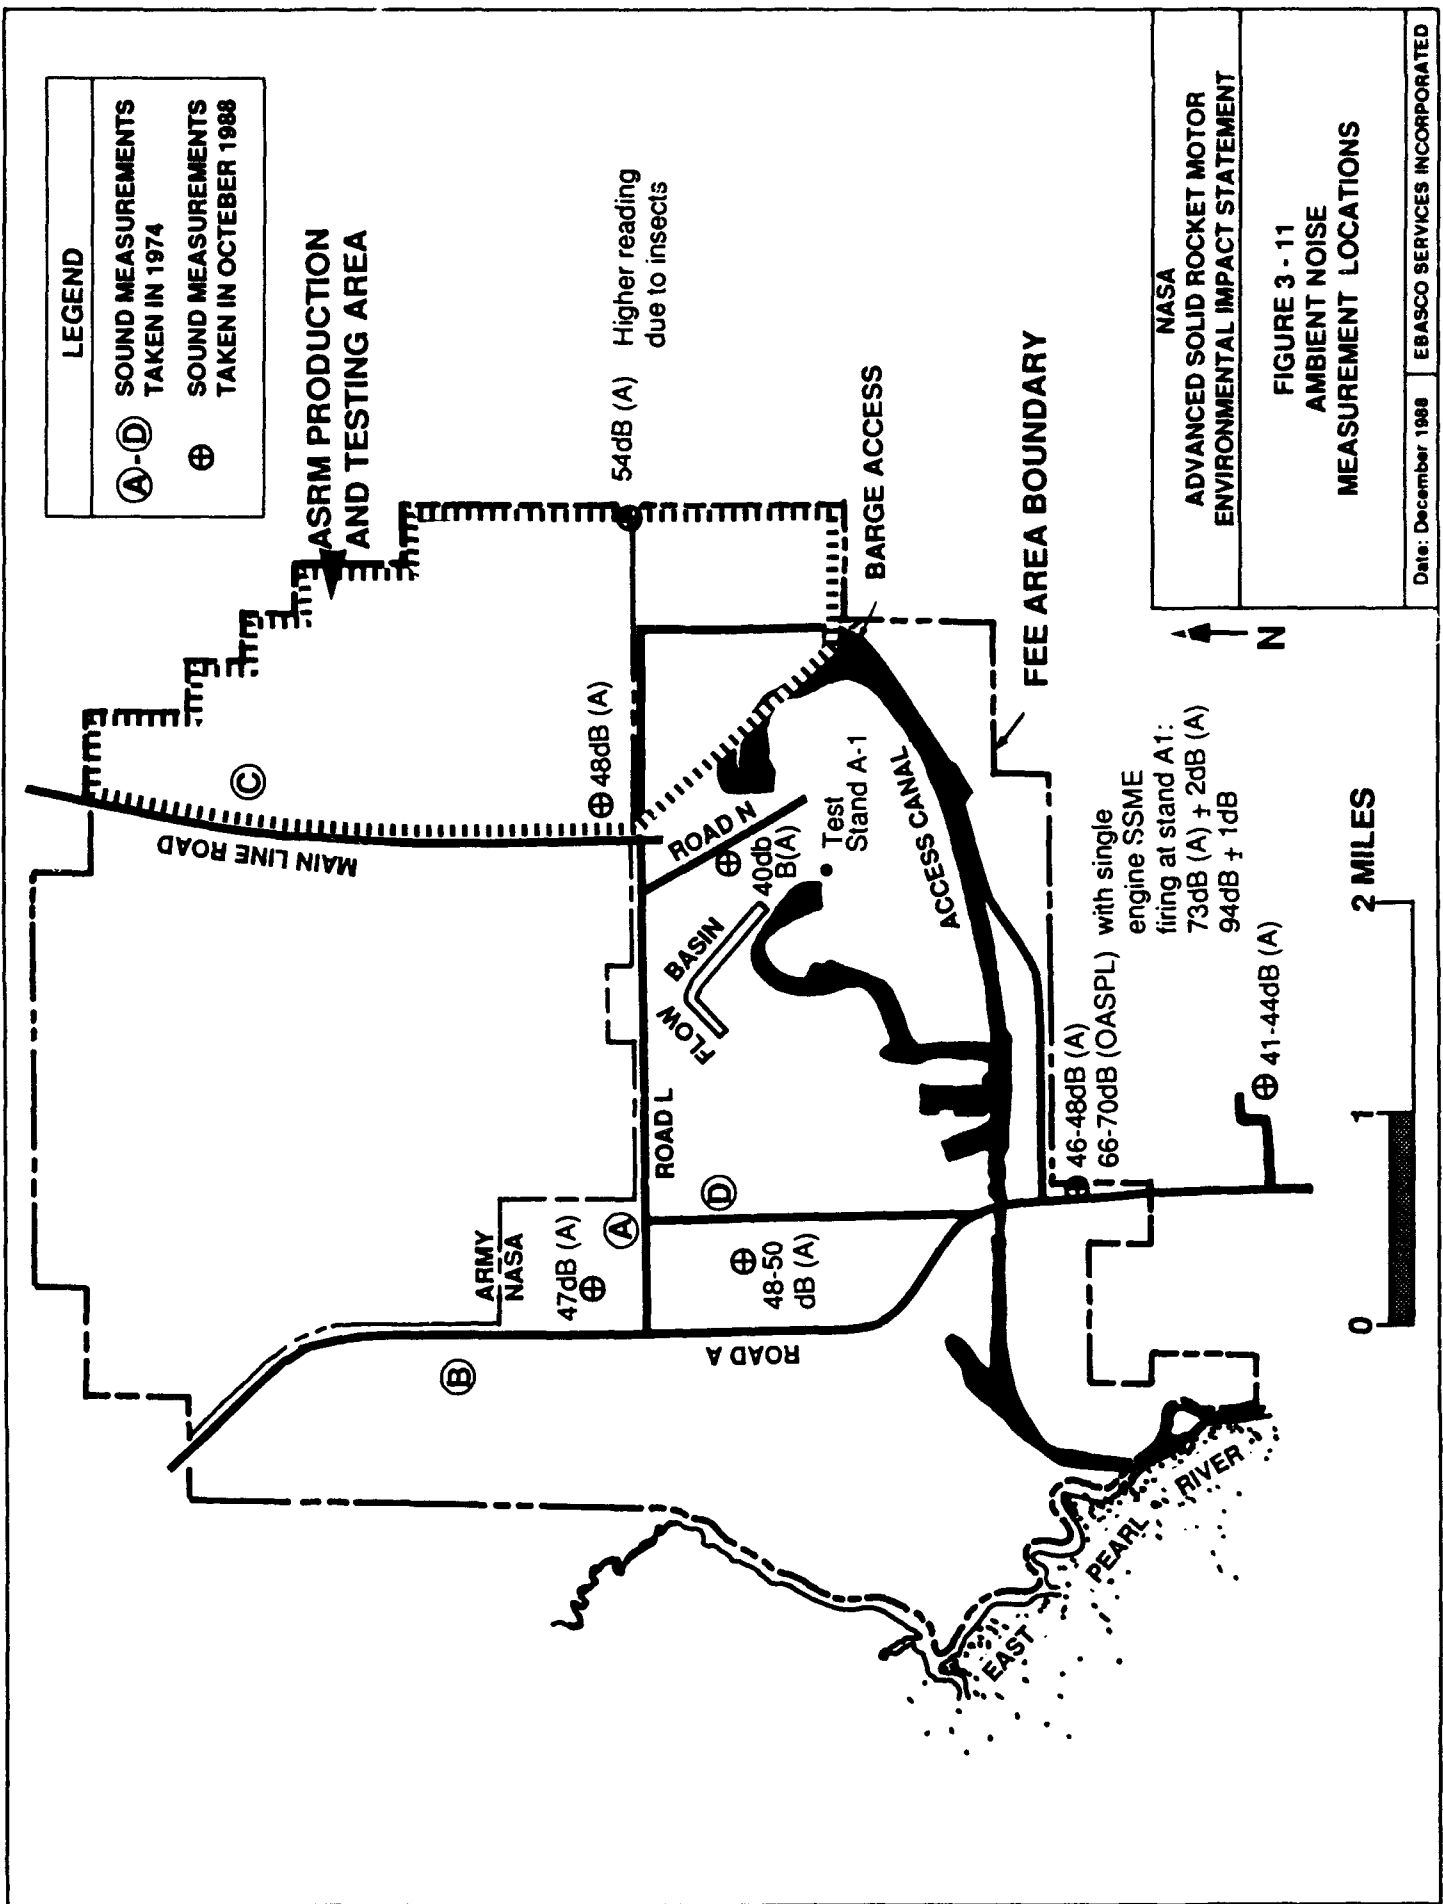 LEGEND
Ⓐ-Ⓓ SOUND MEASUREMENTS
TAKEN IN 1974
⊕ SOUND MEASUREMENTS
TAKEN IN OCTEBER 1988
ASRM PRODUCTION
AND TESTING AREA
MAIN LINE ROAD
Ⓒ
54dB (A) Higher reading
due to insects
⊕ 48dB (A)
ARMY
NASA
47dB (A)
⊕
Ⓐ
Ⓑ
ROAD L
ROAD N
⊕
40db
B(A)
FLOW BASIN
Test
Stand A-1
Ⓓ
⊕
48-50
dB (A)
ROAD A
ACCESS CANAL
BARGE ACCESS
FEE AREA BOUNDARY
⊕ 46-48dB (A)
66-70dB (OASPL) with single
engine SSME
firing at stand A1:
73dB (A) ± 2dB (A)
94dB ± 1dB
⊕ 41-44dB (A)
EAST PEARL RIVER
N
0 1 2 MILES
NASA
ADVANCED SOLID ROCKET MOTOR
ENVIRONMENTAL IMPACT STATEMENT
FIGURE 3 - 11
AMBIENT NOISE
MEASUREMENT LOCATIONS
Date: December 1988 EBASCO SERVICES INCORPORATED